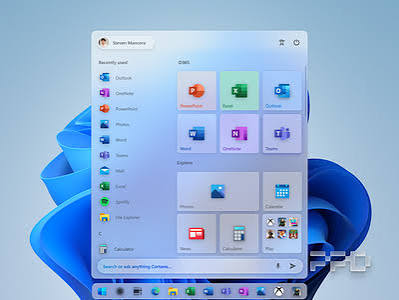 Steven Mancera
Recently used
O365
Outlook
OneNote
PowerPoint
Photos
Word
Teams
Mail
Excel
Spotify
File Explorer
C
Calculator
PowerPoint
Excel
Outlook
Word
OneNote
Teams
Explore
Photos
Calendar
News
Calculator
Play
Search or ask anything Cortana...